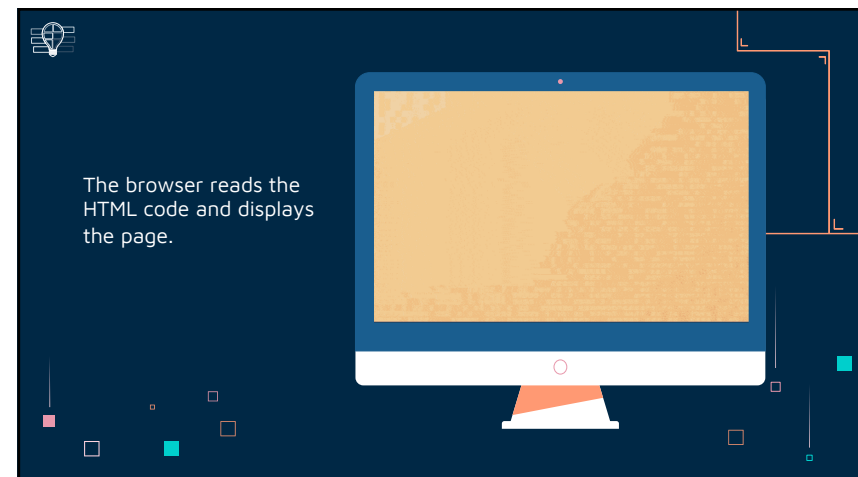 The browser reads the
HTML code and displays
the page.